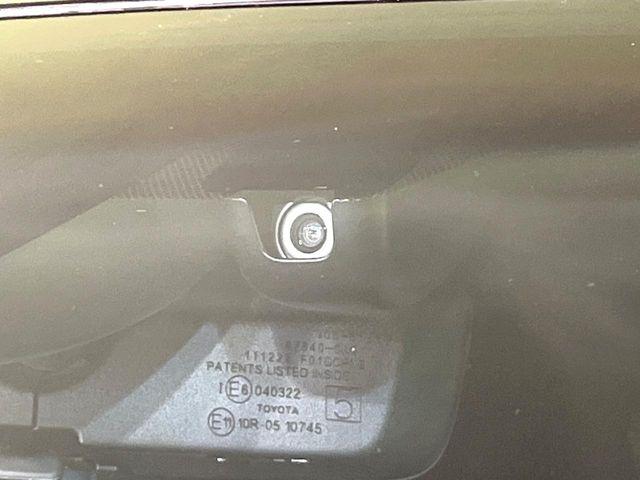 PATENTS LISTED INSIDE
I E6 040322
TOYOTA
E11 10R-05 10745